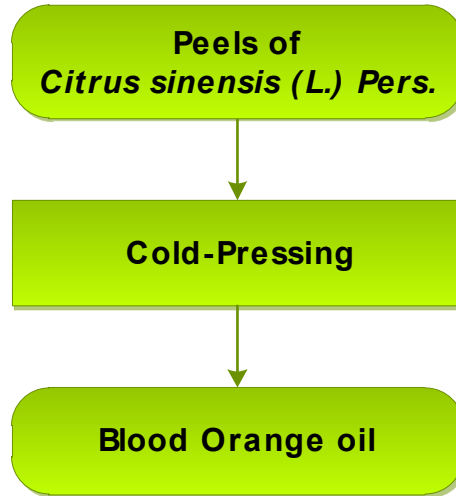 Peels of
Citrus sinensis (L.) Pers.
Cold-Pressing
Blood Orange oil